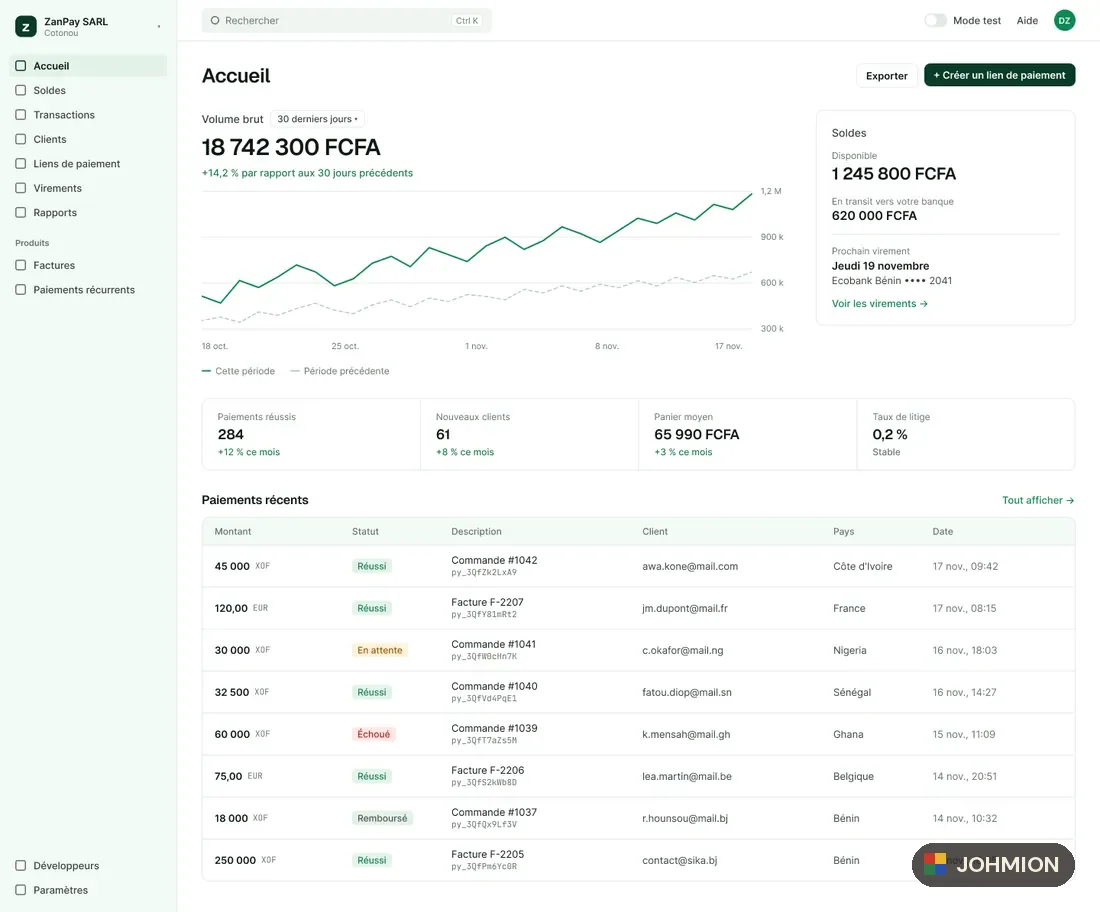 z
ZanPay SARL
Cotonou
Rechercher
Ctrl K
Mode test
Aide
DZ
Accueil
Soldes
Transactions
Clients
Liens de paiement
Virements
Rapports
Produits
Factures
Paiements récurrents
Développeurs
Paramètres
Accueil
Exporter
+ Créer un lien de paiement
Volume brut
30 derniers jours
18 742 300 FCFA
+14,2 % par rapport aux 30 jours précédents
1,2 M
900 k
600 k
300 k
18 oct.
25 oct.
1 nov.
8 nov.
17 nov.
Cette période
Période précédente
Soldes
Disponible
1 245 800 FCFA
En transit vers votre banque
620 000 FCFA
Prochain virement
Jeudi 19 novembre
Ecobank Bénin •••• 2041
Voir les virements →
Paiements réussis
284
+12 % ce mois
Nouveaux clients
61
+8 % ce mois
Panier moyen
65 990 FCFA
+3 % ce mois
Taux de litige
0,2 %
Stable
Paiements récents
Tout afficher →
Montant Statut Description Client Pays Date
45 000 XOF Réussi Commande #1042 awa.kone@mail.com Côte d'Ivoire 17 nov., 09:42
py_3QfZk2LxA9
120,00 EUR Réussi Facture F-2207 jm.dupont@mail.fr France 17 nov., 08:15
py_3QfY81mRt2
30 000 XOF En attente Commande #1041 c.okafor@mail.ng Nigeria 16 nov., 18:03
py_3QfW0cHn7K
32 500 XOF Réussi Commande #1040 fatou.diop@mail.sn Sénégal 16 nov., 14:27
py_3QfVd4PqE1
60 000 XOF Échoué Commande #1039 k.mensah@mail.gh Ghana 15 nov., 11:09
py_3QfT7aZs5M
75,00 EUR Réussi Facture F-2206 lea.martin@mail.be Belgique 14 nov., 20:51
py_3QfS2kWb8D
18 000 XOF Remboursé Commande #1037 r.hounsou@mail.bj Bénin 14 nov., 10:32
py_3QfQx9Lf3V
250 000 XOF Réussi Facture F-2205 contact@sika.bj Bénin
py_3QfPm6Yc0R
JOHMION